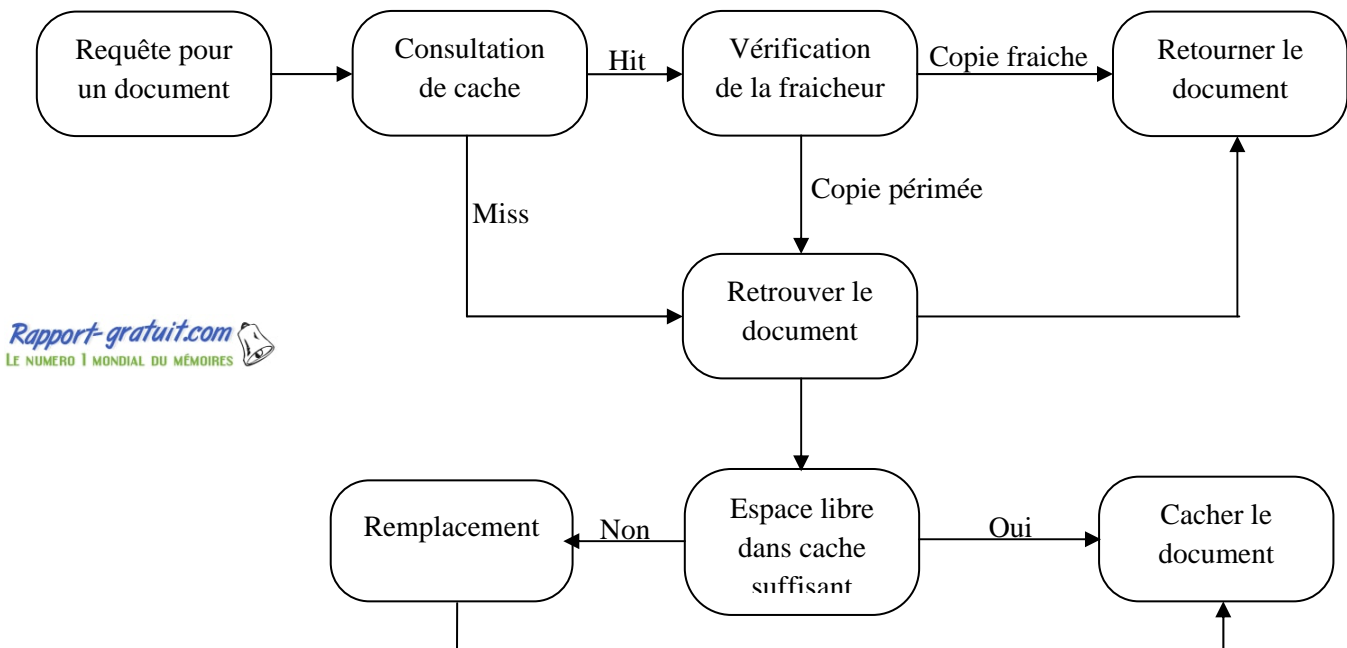 Requête pour
un document
Consultation
de cache
Hit
Vérification
de la fraicheur
Copie fraiche
Retourner le
document
Miss
Copie périmée
Retrouver le
document
Rapport-gratuit.com
LE NUMERO 1 MONDIAL DU MÉMOIRES
Remplacement
Non
Espace libre
dans cache
suffisant
Oui
Cacher le
document